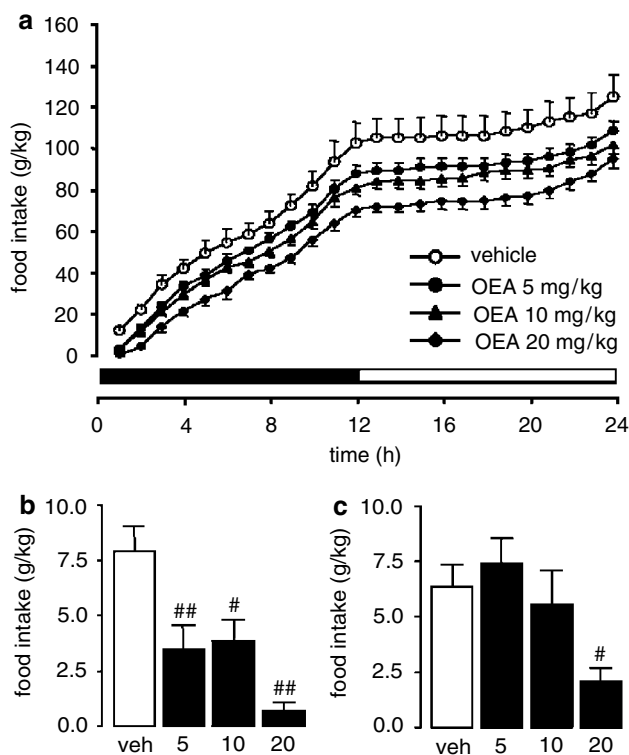 a
160
140
120
100
80
60
40
20
0
food intake (g/kg)
vehicle
OEA 5 mg/kg
OEA 10 mg/kg
OEA 20 mg/kg
0 4 8 12 16 20 24
time (h)
b
10.0
7.5
5.0
2.5
0.0
food intake (g/kg)
## # ##
veh 5 10 20
c
10.0
7.5
5.0
2.5
0.0
food intake (g/kg)
#
veh 5 10 20